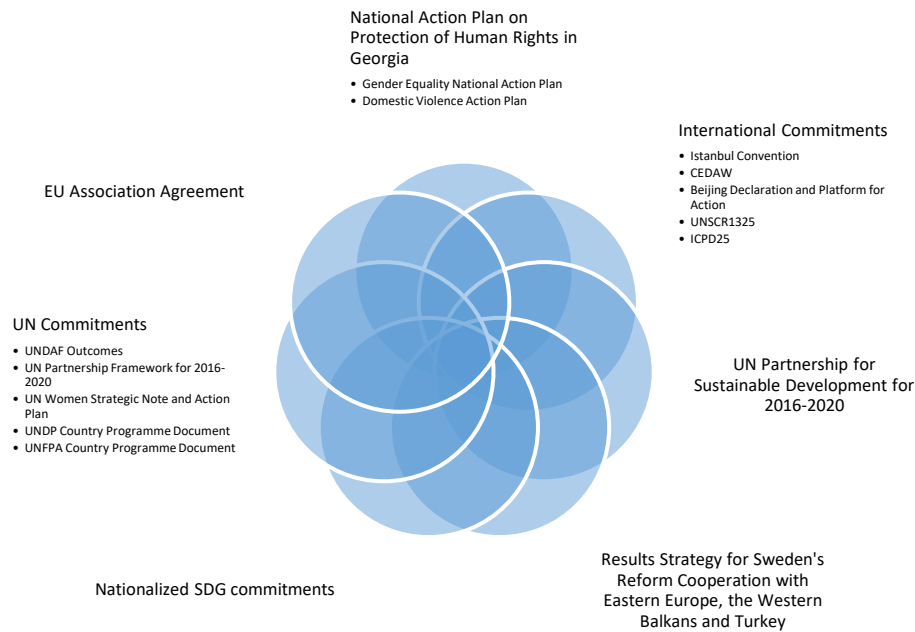 National Action Plan on
Protection of Human Rights in
Georgia
• Gender Equality National Action Plan
• Domestic Violence Action Plan
International Commitments
• Istanbul Convention
• CEDAW
• Beijing Declaration and Platform for
Action
• UNSCR1325
• ICPD25
EU Association Agreement
UN Commitments
• UNDAF Outcomes
• UN Partnership Framework for 2016-
2020
• UN Women Strategic Note and Action
Plan
• UNDP Country Programme Document
• UNFPA Country Programme Document
UN Partnership for
Sustainable Development for
2016-2020
Nationalized SDG commitments
Results Strategy for Sweden's
Reform Cooperation with
Eastern Europe, the Western
Balkans and Turkey